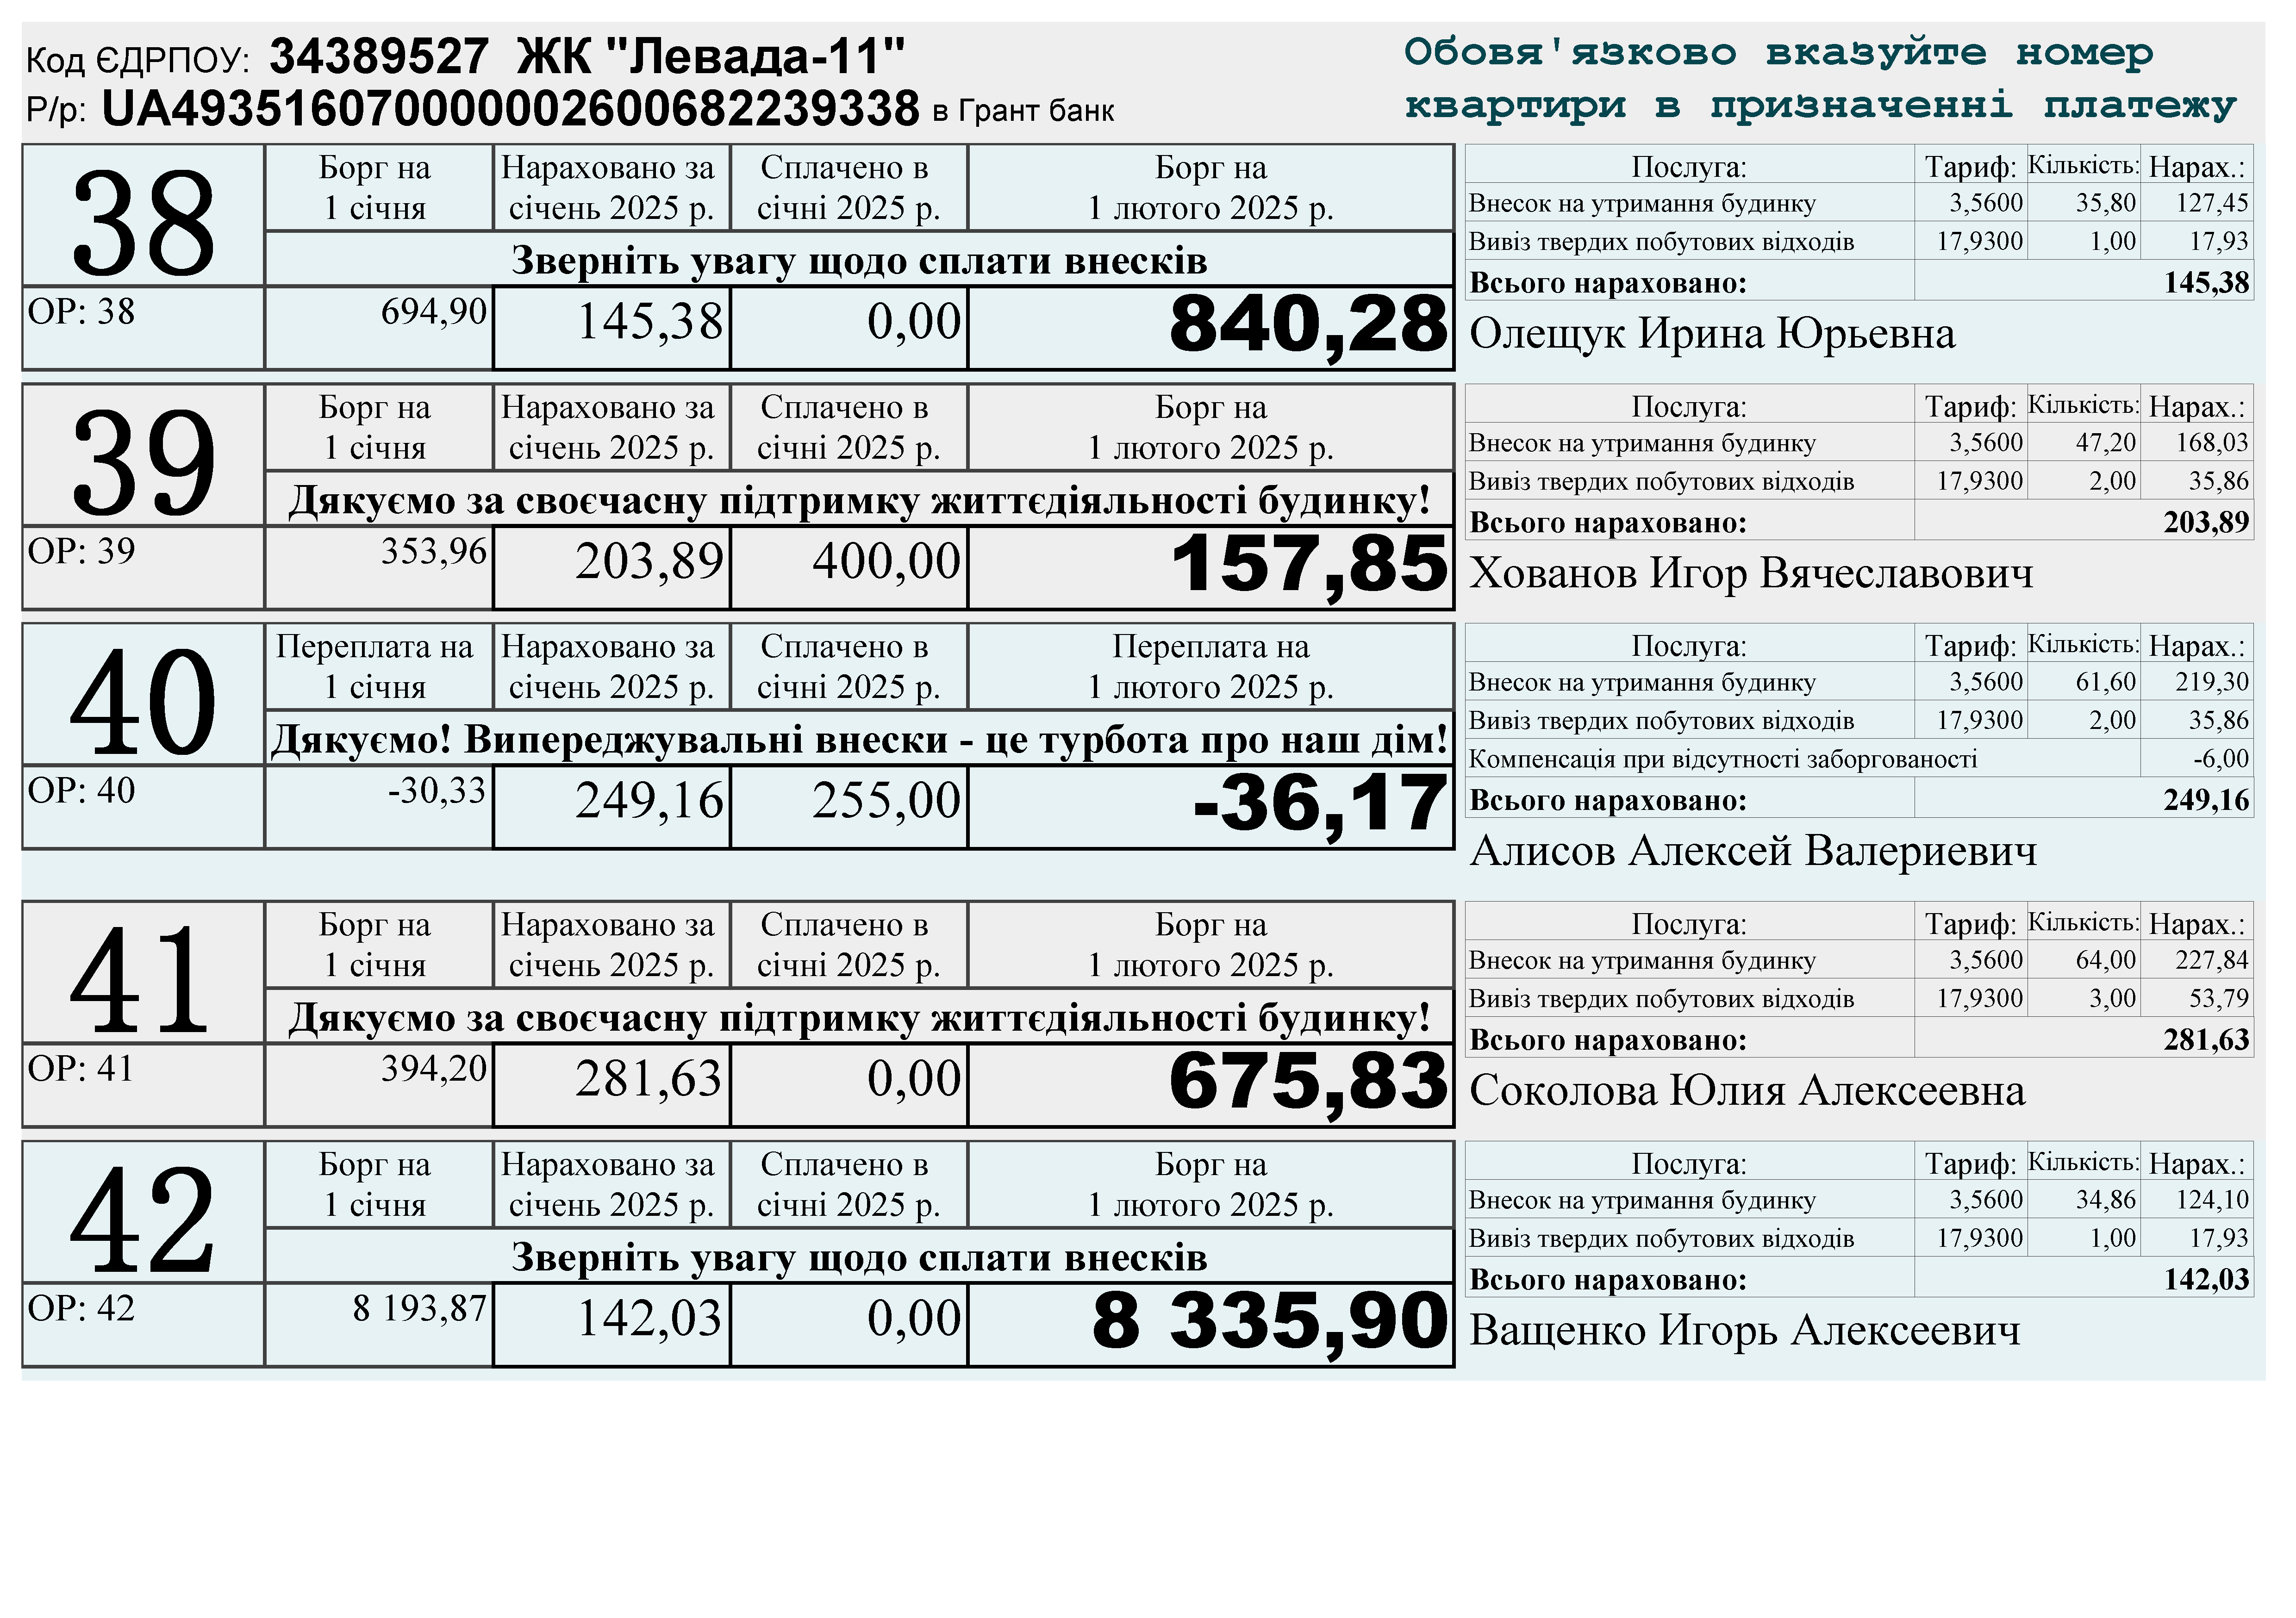 Код ЄДРПОУ: 34389527 ЖК "Левада-11"
Р/р: UA493516070000002600682239338 в Грант банк
Обовя'язково вказуйте номер
квартири в призначенні платежу
38
Борг на
1 січня
Нараховано за
січень 2025 р.
Сплачено в
січні 2025 р.
Борг на
1 лютого 2025 р.
Зверніть увагу щодо сплати внесків
ОР: 38 694,90 145,38 0,00 840,28
Послуга: Тариф: Кількість: Нарах.:
Внесок на утримання будинку 3,5600 35,80 127,45
Вивіз твердих побутових відходів 17,9300 1,00 17,93
Всього нараховано: 145,38
Олещук Ирина Юрьевна
39
Борг на
1 січня
Нараховано за
січень 2025 р.
Сплачено в
січні 2025 р.
Борг на
1 лютого 2025 р.
Дякуємо за своєчасну підтримку життєдіяльності будинку!
ОР: 39 353,96 203,89 400,00 157,85
Послуга: Тариф: Кількість: Нарах.:
Внесок на утримання будинку 3,5600 47,20 168,03
Вивіз твердих побутових відходів 17,9300 2,00 35,86
Всього нараховано: 203,89
Хованов Игор Вячеславович
40
Переплата на
1 січня
Нараховано за
січень 2025 р.
Сплачено в
січні 2025 р.
Переплата на
1 лютого 2025 р.
Дякуємо! Випереджувальні внески - це турбота про наш дім!
ОР: 40 -30,33 249,16 255,00 -36,17
Послуга: Тариф: Кількість: Нарах.:
Внесок на утримання будинку 3,5600 61,60 219,30
Вивіз твердих побутових відходів 17,9300 2,00 35,86
Компенсація при відсутності заборгованості -6,00
Всього нараховано: 249,16
Алисов Алексей Валериевич
41
Борг на
1 січня
Нараховано за
січень 2025 р.
Сплачено в
січні 2025 р.
Борг на
1 лютого 2025 р.
Дякуємо за своєчасну підтримку життєдіяльності будинку!
ОР: 41 394,20 281,63 0,00 675,83
Послуга: Тариф: Кількість: Нарах.:
Внесок на утримання будинку 3,5600 64,00 227,84
Вивіз твердих побутових відходів 17,9300 3,00 53,79
Всього нараховано: 281,63
Соколова Юлия Алексеевна
42
Борг на
1 січня
Нараховано за
січень 2025 р.
Сплачено в
січні 2025 р.
Борг на
1 лютого 2025 р.
Зверніть увагу щодо сплати внесків
ОР: 42 8 193,87 142,03 0,00 8 335,90
Послуга: Тариф: Кількість: Нарах.:
Внесок на утримання будинку 3,5600 34,86 124,10
Вивіз твердих побутових відходів 17,9300 1,00 17,93
Всього нараховано: 142,03
Ващенко Игорь Алексеевич